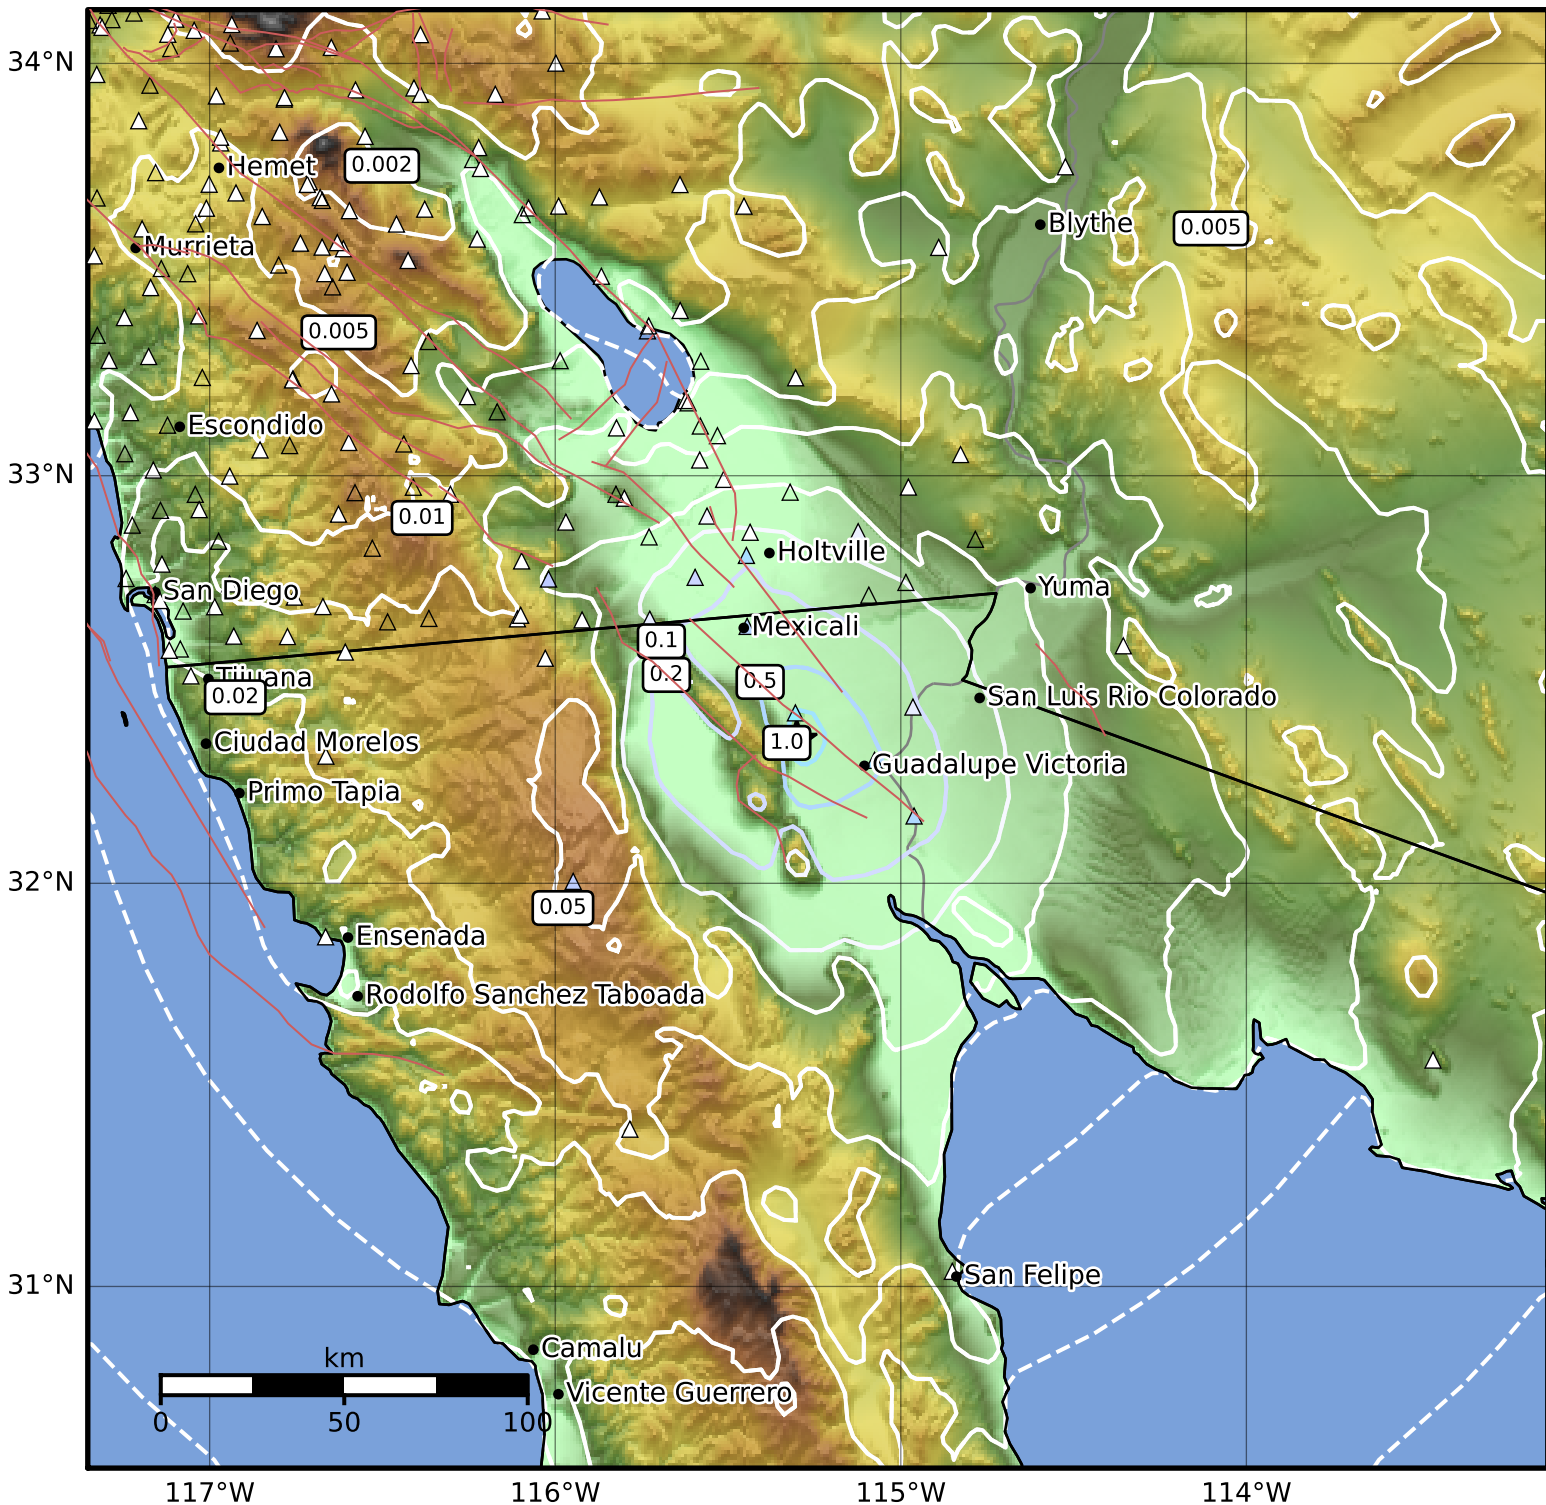 34°N
0.002
Hemet
Blythe
0.005
Murrieta
0.005
Escondido
33°N
0.01
Holtville
San Diego
Yuma
Mexicali
0.1
0.2
0.5
Tijuana
0.02
San Luis Rio Colorado
Ciudad Morelos
1.0
Guadalupe Victoria
Primo Tapia
32°N
0.05
Ensenada
Rodolfo Sanchez Taboada
31°N
San Felipe
Camalu
km
Vicente Guerrero
0 50 100
117°W 116°W 115°W 114°W